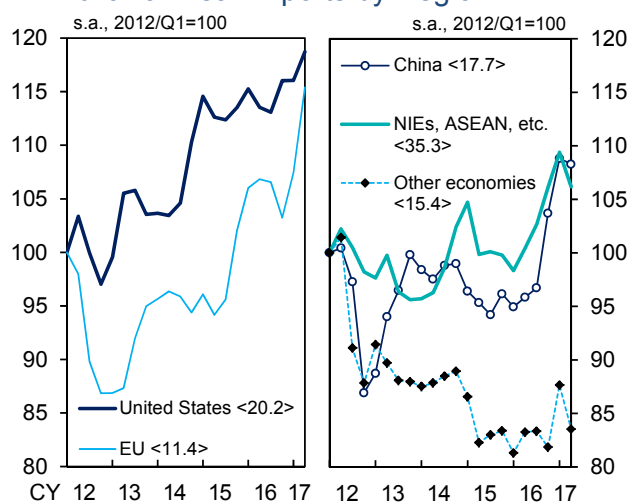 s.a., 2012/Q1=100
s.a., 2012/Q1=100
120
115
110
105
100
95
90
85
80
United States <20.2>
EU <11.4>
CY 12 13 14 15 16 17
China <17.7>
NIEs, ASEAN, etc.
<35.3>
Other economies
<15.4>
120
115
110
105
100
95
90
85
80
12 13 14 15 16 17